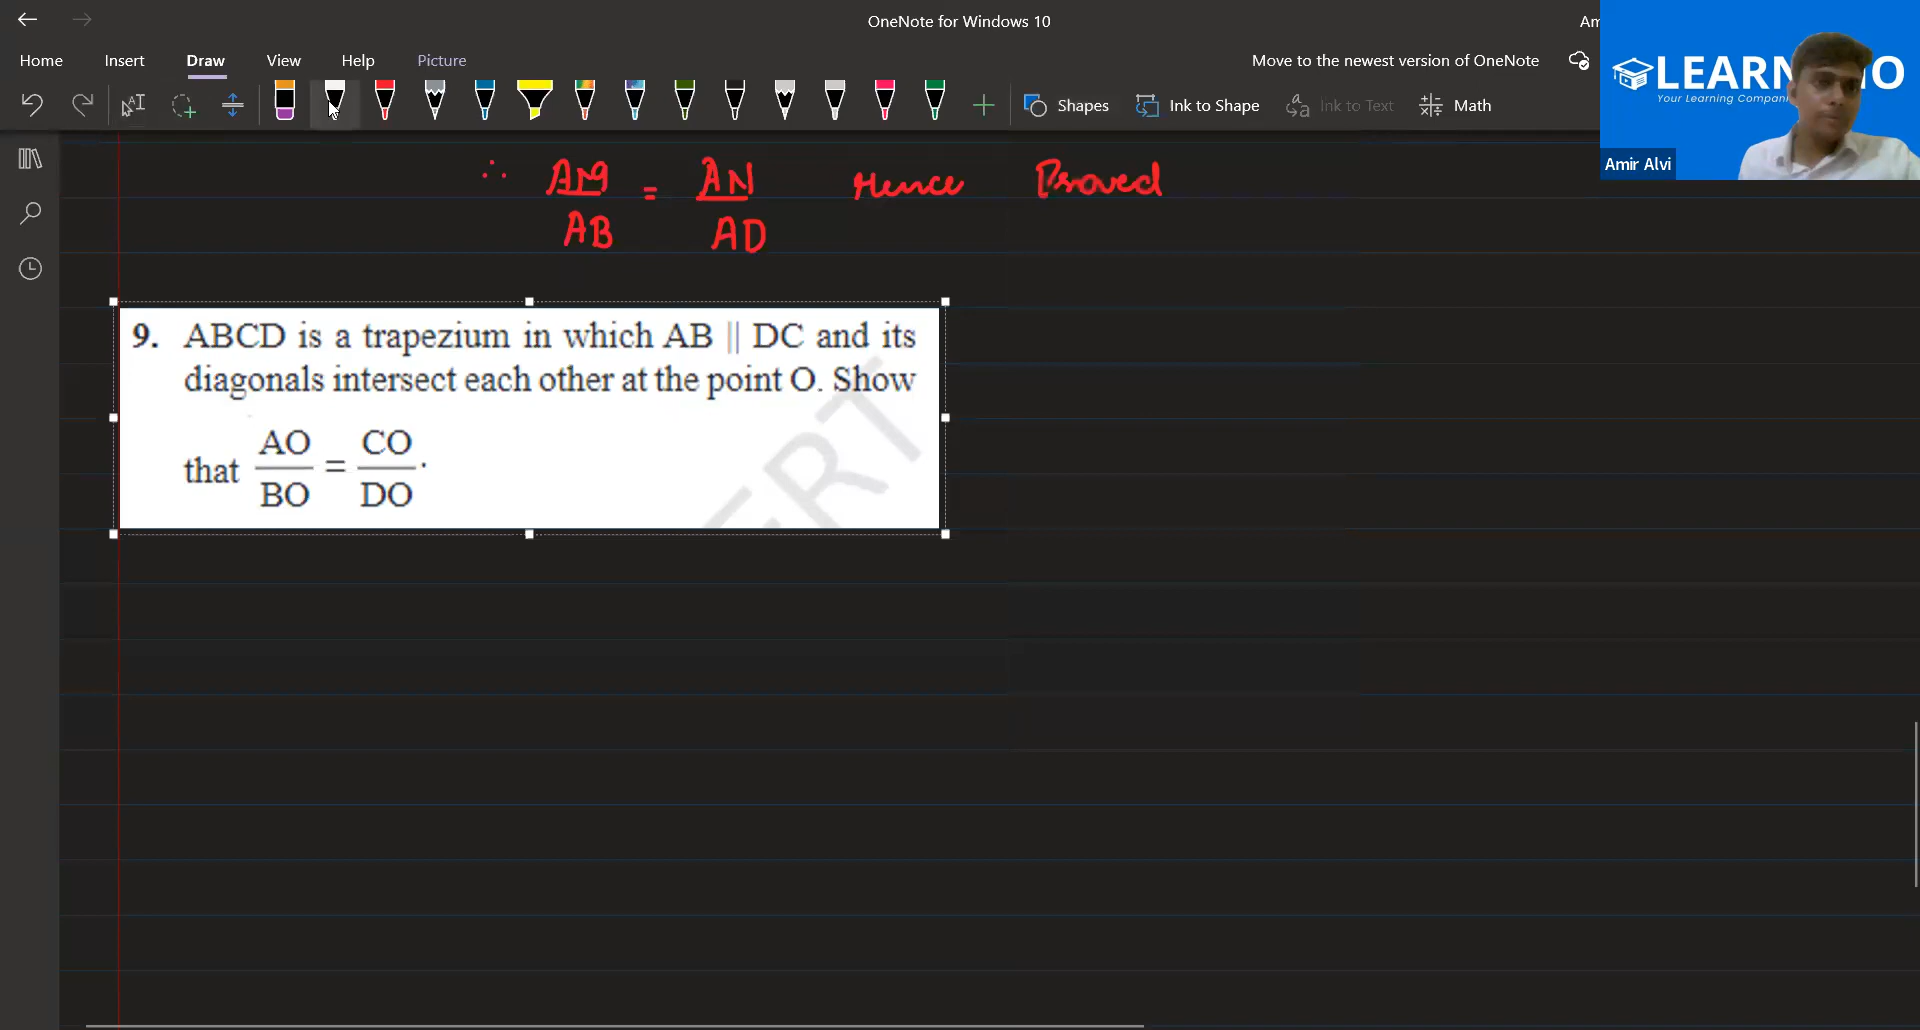 OneNote for Windows 10
Am
Home Insert Draw View Help Picture
Move to the newest version of OneNote
Shapes Ink to Shape Ink to Text Math
LEARN O
Your Learning Compani
Amir Alvi
∴ AM/AB = AN/AD Hence Proved
9. ABCD is a trapezium in which AB || DC and its
diagonals intersect each other at the point O. Show
that AO/BO = CO/DO.
ERT